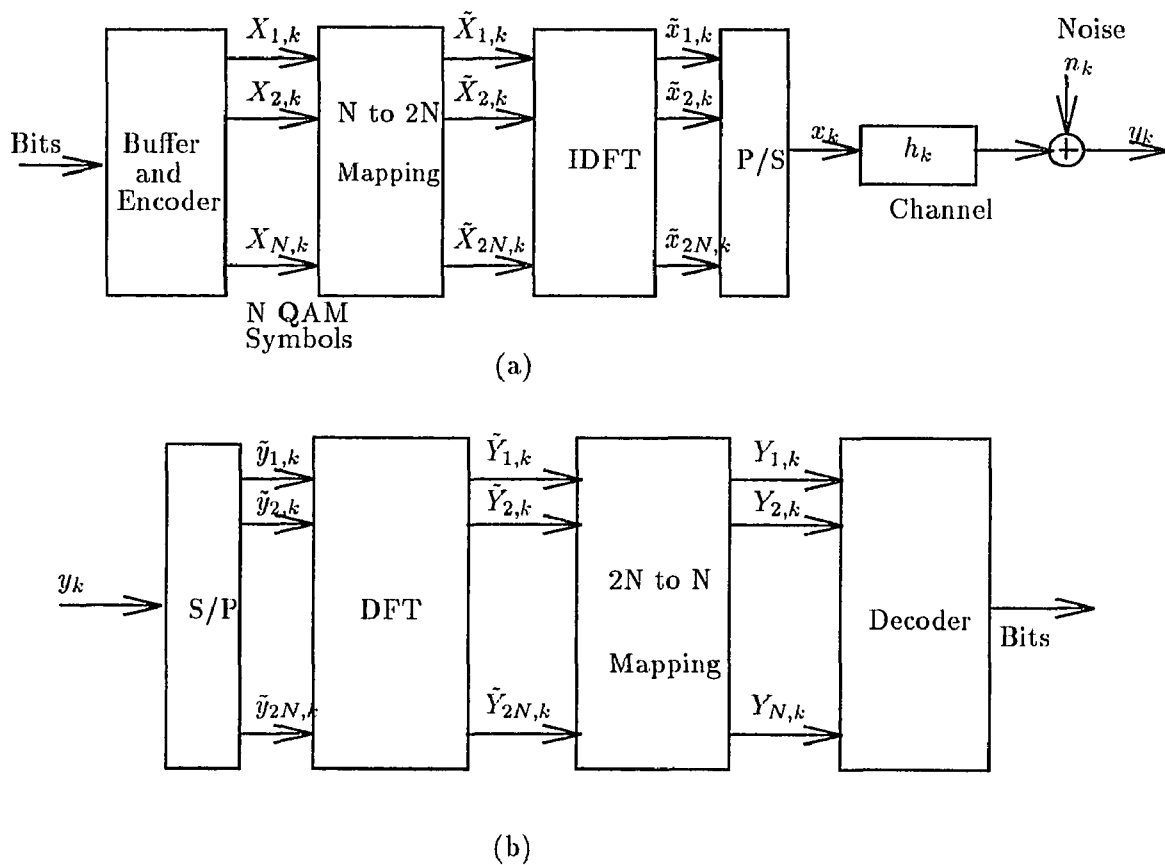 Noise
X_{1,k} X̃_{1,k} x̃_{1,k} n_k
X_{2,k} X̃_{2,k} x̃_{2,k}
Bits
Buffer
and
Encoder
N to 2N
Mapping
IDFT
P/S
x_k
h_k
Channel
+
y_k
X_{N,k} X̃_{2N,k} x̃_{2N,k}
N QAM
Symbols
(a)
ỹ_{1,k} Ỹ_{1,k} Y_{1,k}
ỹ_{2,k} Ỹ_{2,k} Y_{2,k}
y_k
S/P
DFT
2N to N
Mapping
Decoder
Bits
ỹ_{2N,k} Ỹ_{2N,k} Y_{N,k}
(b)